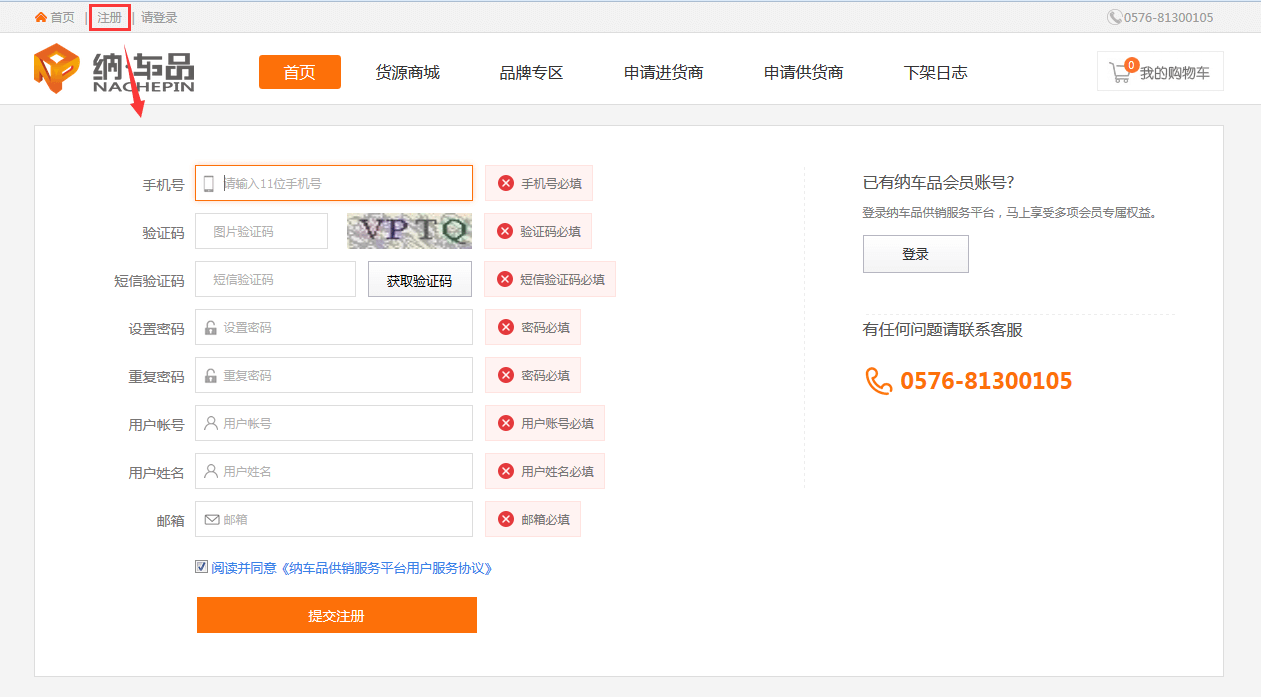 首页 | 注册 | 请登录 0576-81300105
纳·车品
NACHEPIN
首页 货源商城 品牌专区 申请进货商 申请供货商 下架日志 0 我的购物车
手机号 请输入11位手机号 手机号必填
验证码 图片验证码 VPTQ 验证码必填
短信验证码 短信验证码 获取验证码 短信验证码必填
设置密码 设置密码 密码必填
重复密码 重复密码 密码必填
用户帐号 用户帐号 用户账号必填
用户姓名 用户姓名 用户姓名必填
邮箱 邮箱 邮箱必填
阅读并同意《纳车品供销服务平台用户服务协议》
提交注册
已有纳车品会员账号?
登录纳车品供销服务平台，马上享受多项会员专属权益。
登录
有任何问题请联系客服
0576-81300105